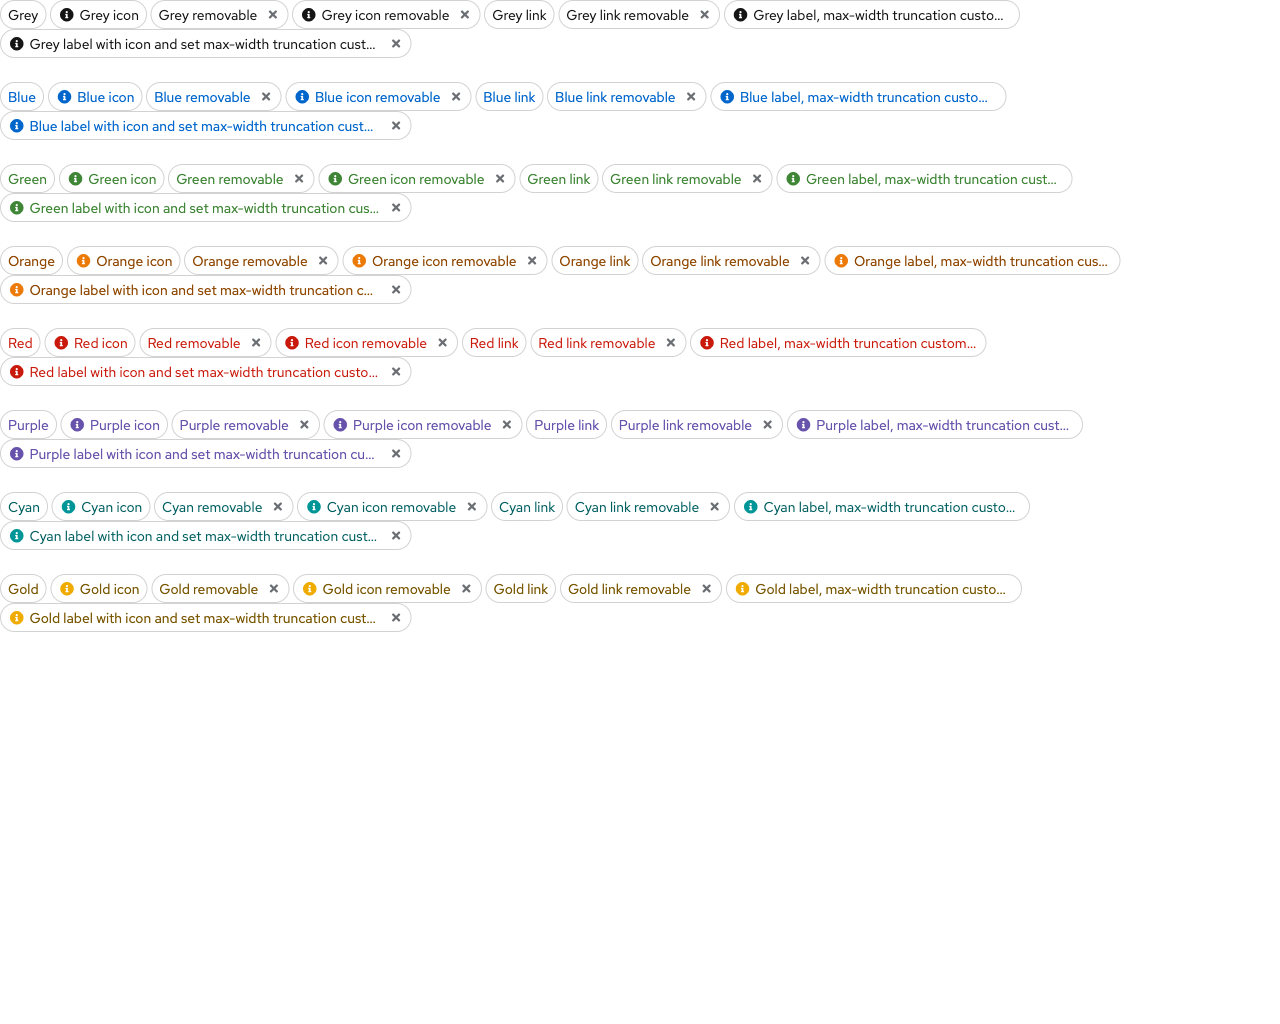 Grey Grey icon Grey removable Grey icon removable Grey link Grey link removable Grey label, max-width truncation custo...
Grey label with icon and set max-width truncation cust...
Blue Blue icon Blue removable Blue icon removable Blue link Blue link removable Blue label, max-width truncation custo...
Blue label with icon and set max-width truncation cust...
Green Green icon Green removable Green icon removable Green link Green link removable Green label, max-width truncation cust...
Green label with icon and set max-width truncation cus...
Orange Orange icon Orange removable Orange icon removable Orange link Orange link removable Orange label, max-width truncation cus...
Orange label with icon and set max-width truncation c...
Red Red icon Red removable Red icon removable Red link Red link removable Red label, max-width truncation custom...
Red label with icon and set max-width truncation custo...
Purple Purple icon Purple removable Purple icon removable Purple link Purple link removable Purple label, max-width truncation cust...
Purple label with icon and set max-width truncation cu...
Cyan Cyan icon Cyan removable Cyan icon removable Cyan link Cyan link removable Cyan label, max-width truncation custo...
Cyan label with icon and set max-width truncation cust...
Gold Gold icon Gold removable Gold icon removable Gold link Gold link removable Gold label, max-width truncation custo...
Gold label with icon and set max-width truncation cust...